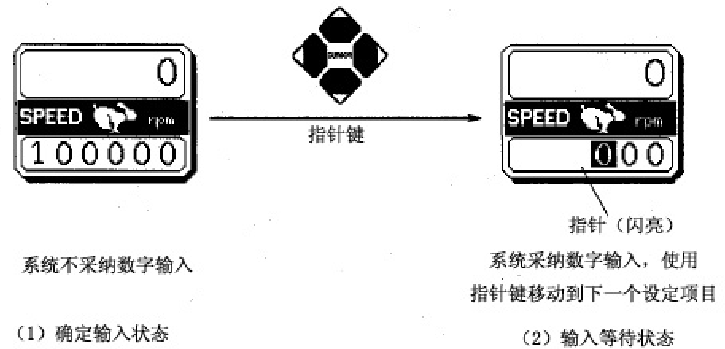 0
SPEED rpm
100000
CURSOR
指针键
0
SPEED rpm
000
指针（闪亮）
系统不采纳数字输入
系统采纳数字输入，使用
指针键移动到下一个设定项目
（1）确定输入状态
（2）输入等待状态